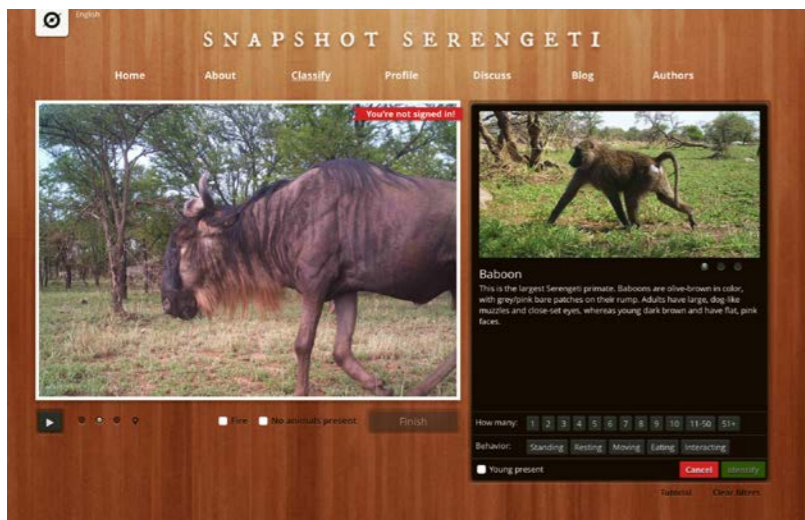 English
SNAPSHOT SERENGETI
Home About Classify Profile Discuss Blog Authors
You're not signed in!
Baboon
This is the largest Serengeti primate. Baboons are olive-brown in color,
with grey/pink bare patches on their rump. Adults have large, dog-like
muzzles and close-set eyes, whereas young dark brown and have flat, pink
faces.
Fire No animals present Finish
How many: 1 2 3 4 5 6 7 8 9 10 11-50 51+
Behavior: Standing Resting Moving Eating Interacting
Young present Cancel Identify
Tutorial Clear filters